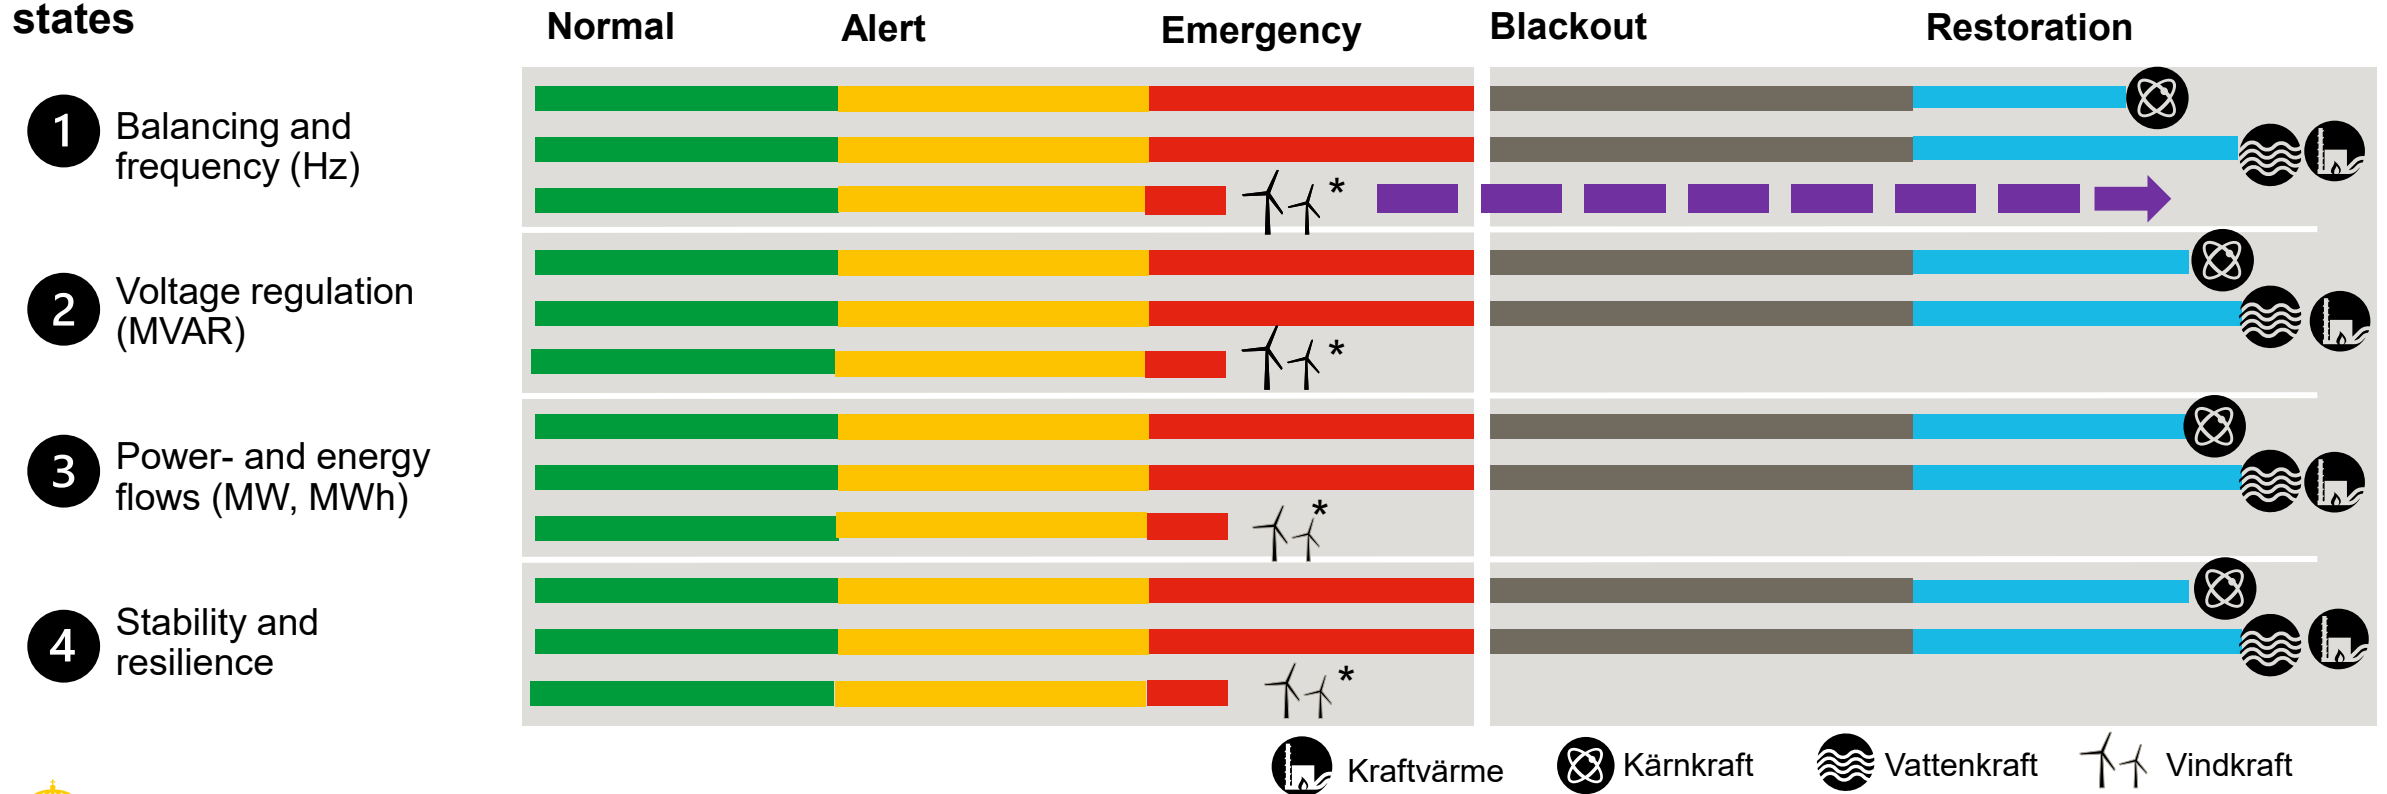 states
Normal
Alert
Emergency
Blackout
Restoration
1
Balancing and
frequency (Hz)
*
2
Voltage regulation
(MVAR)
*
3
Power- and energy
flows (MW, MWh)
*
4
Stability and
resilience
*
Kraftvärme
Kärnkraft
Vattenkraft
Vindkraft